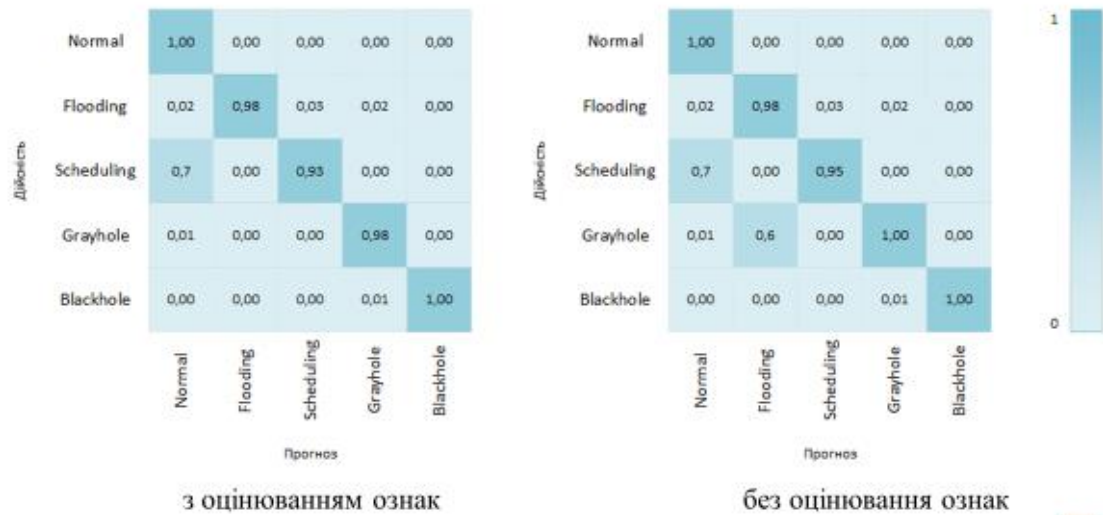 Дійсність
Normal 1,00 0,00 0,00 0,00 0,00
Flooding 0,02 0,98 0,03 0,02 0,00
Scheduling 0,7 0,00 0,93 0,00 0,00
Grayhole 0,01 0,00 0,00 0,98 0,00
Blackhole 0,00 0,00 0,00 0,01 1,00
Normal Flooding Scheduling Grayhole Blackhole
Прогноз
з оцінюванням ознак
Дійсність
Normal 1,00 0,00 0,00 0,00 0,00
Flooding 0,02 0,98 0,03 0,02 0,00
Scheduling 0,7 0,00 0,95 0,00 0,00
Grayhole 0,01 0,6 0,00 1,00 0,00
Blackhole 0,00 0,00 0,00 0,01 1,00
Normal Flooding Scheduling Grayhole Blackhole
Прогноз
без оцінювання ознак
1
0